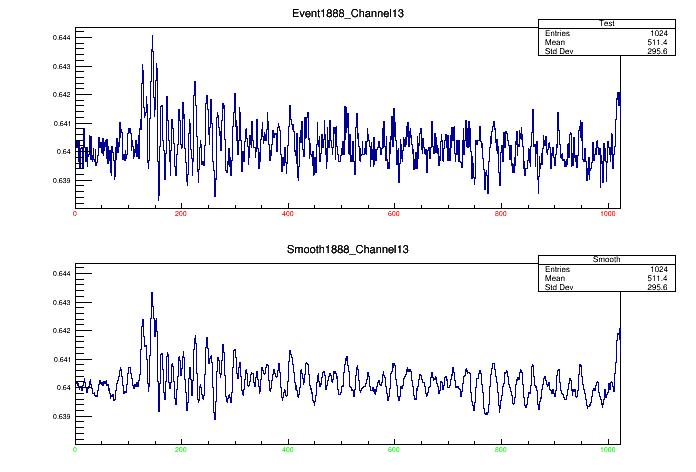 Event1888_Channel13
Test
Entries 1024
Mean 511.4
Std Dev 295.6
0.644
0.643
0.642
0.641
0.64
0.639
0 200 400 600 800 1000
Smooth1888_Channel13
Smooth
Entries 1024
Mean 511.4
Std Dev 295.6
0.644
0.643
0.642
0.641
0.64
0.639
0 200 400 600 800 1000